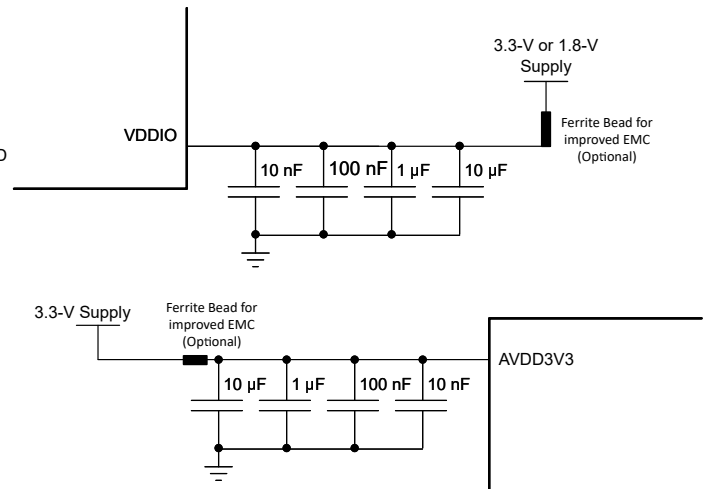 3.3-V or 1.8-V
Supply
VDDIO
Ferrite Bead for
improved EMC
(Optional)
10 nF
100 nF
1 µF
10 µF
3.3-V Supply
Ferrite Bead for
improved EMC
(Optional)
AVDD3V3
10 µF
1 µF
100 nF
10 nF